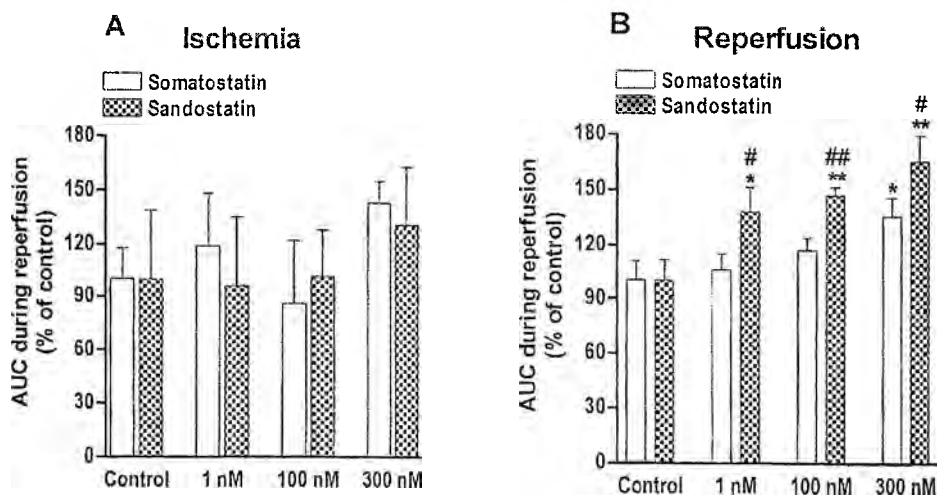 A
Ischemia
Somatostatin
Sandostatin
AUC during reperfusion
(% of control)
180
150
120
90
60
30
0
Control 1 nM 100 nM 300 nM
B
Reperfusion
Somatostatin
Sandostatin
AUC during reperfusion
(% of control)
180
150
120
90
60
30
0
#
*
##
**
*
#
**
Control 1 nM 100 nM 300 nM